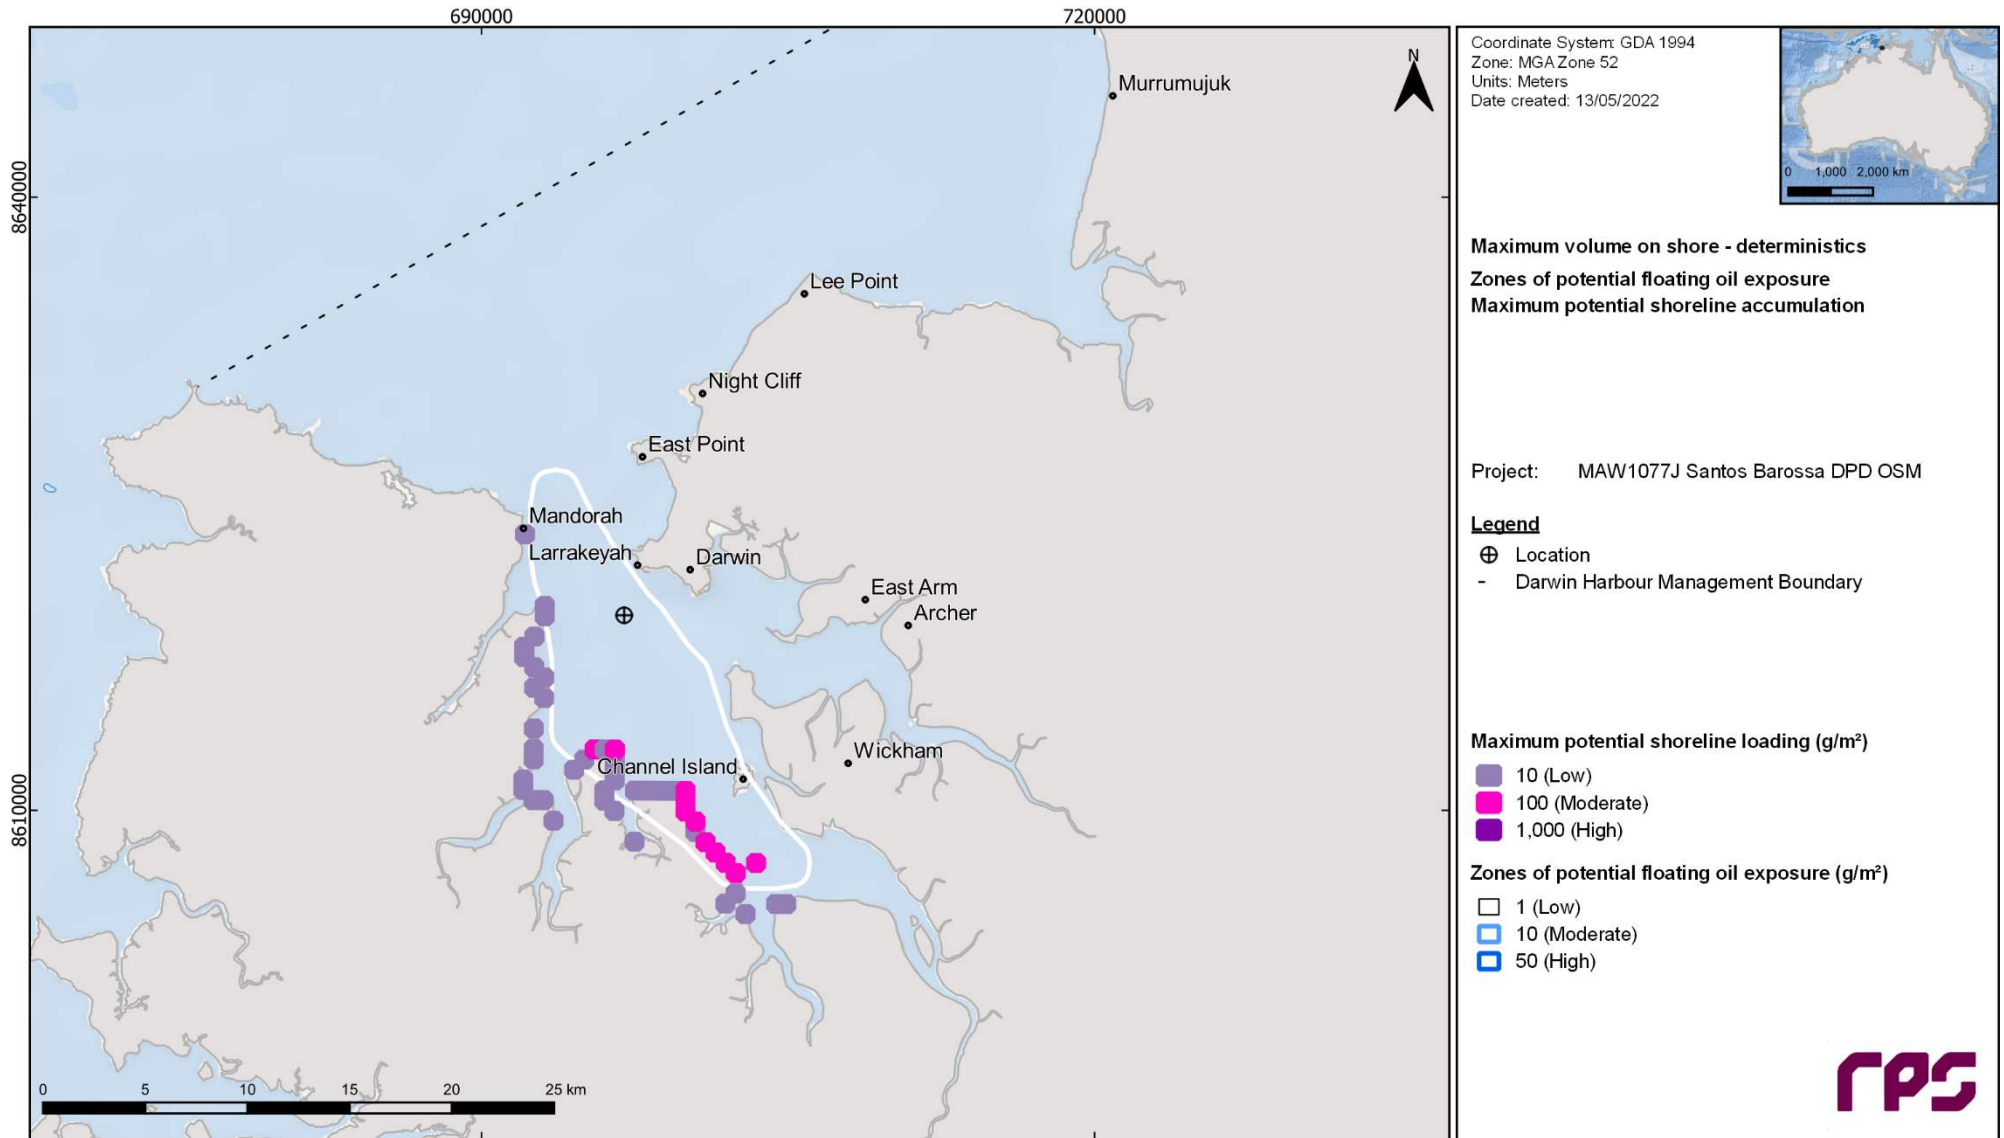 690000
720000
8640000
8610000
N
Murrumujuk
Lee Point
Night Cliff
East Point
Mandorah
Larrakeyah
Darwin
East Arm
Archer
Wickham
Channel Island
0 5 10 15 20 25 km
Coordinate System: GDA 1994
Zone: MGA Zone 52
Units: Meters
Date created: 13/05/2022
0 1,000 2,000 km
Maximum volume on shore - deterministics
Zones of potential floating oil exposure
Maximum potential shoreline accumulation
Project: MAW1077J Santos Barossa DPD OSM
Legend
Location
- Darwin Harbour Management Boundary
Maximum potential shoreline loading (g/m²)
10 (Low)
100 (Moderate)
1,000 (High)
Zones of potential floating oil exposure (g/m²)
1 (Low)
10 (Moderate)
50 (High)
rps